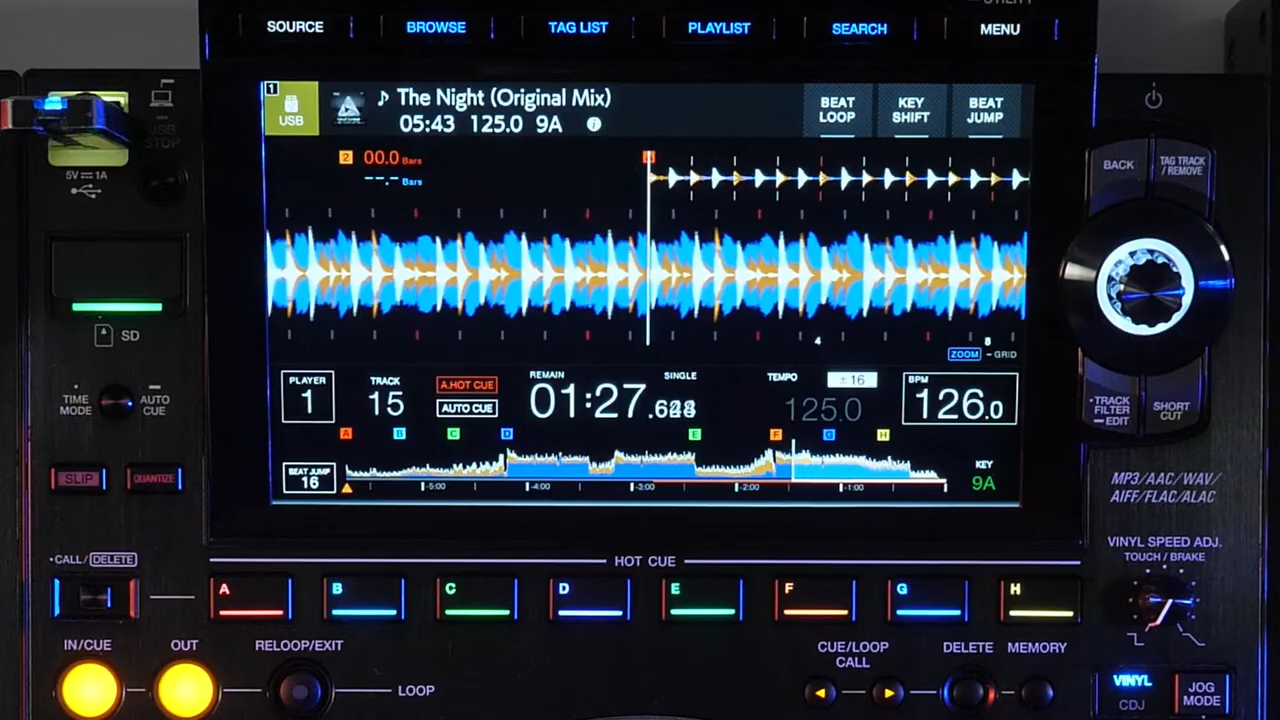 SOURCE BROWSE TAG LIST PLAYLIST SEARCH MENU
1 USB ♪ The Night (Original Mix)
05:43 125.0 9A
BEAT LOOP
KEY SHIFT
BEAT JUMP
USB STOP
5V⎓1A
2 00.0 Bars
--.- Bars
4 8
ZOOM - GRID
SD
TIME MODE
AUTO CUE
PLAYER 1
TRACK 15
A.HOT CUE
AUTO CUE
REMAIN SINGLE
01:27
TEMPO ±16
125.0
BPM
126.0
A B C D E F G H
BEAT JUMP 16
-5:00 -4:00 -3:00 -2:00 -1:00
KEY
9A
SLIP QUANTIZE
BACK
TAG TRACK / REMOVE
•TRACK FILTER
—EDIT
SHORT CUT
MP3/AAC/WAV/
AIFF/FLAC/ALAC
VINYL SPEED ADJ.
TOUCH / BRAKE
•CALL/DELETE
HOT CUE
A B C D E F G H
IN/CUE OUT RELOOP/EXIT
LOOP
CUE/LOOP
CALL
DELETE MEMORY
VINYL
CDJ
JOG
MODE